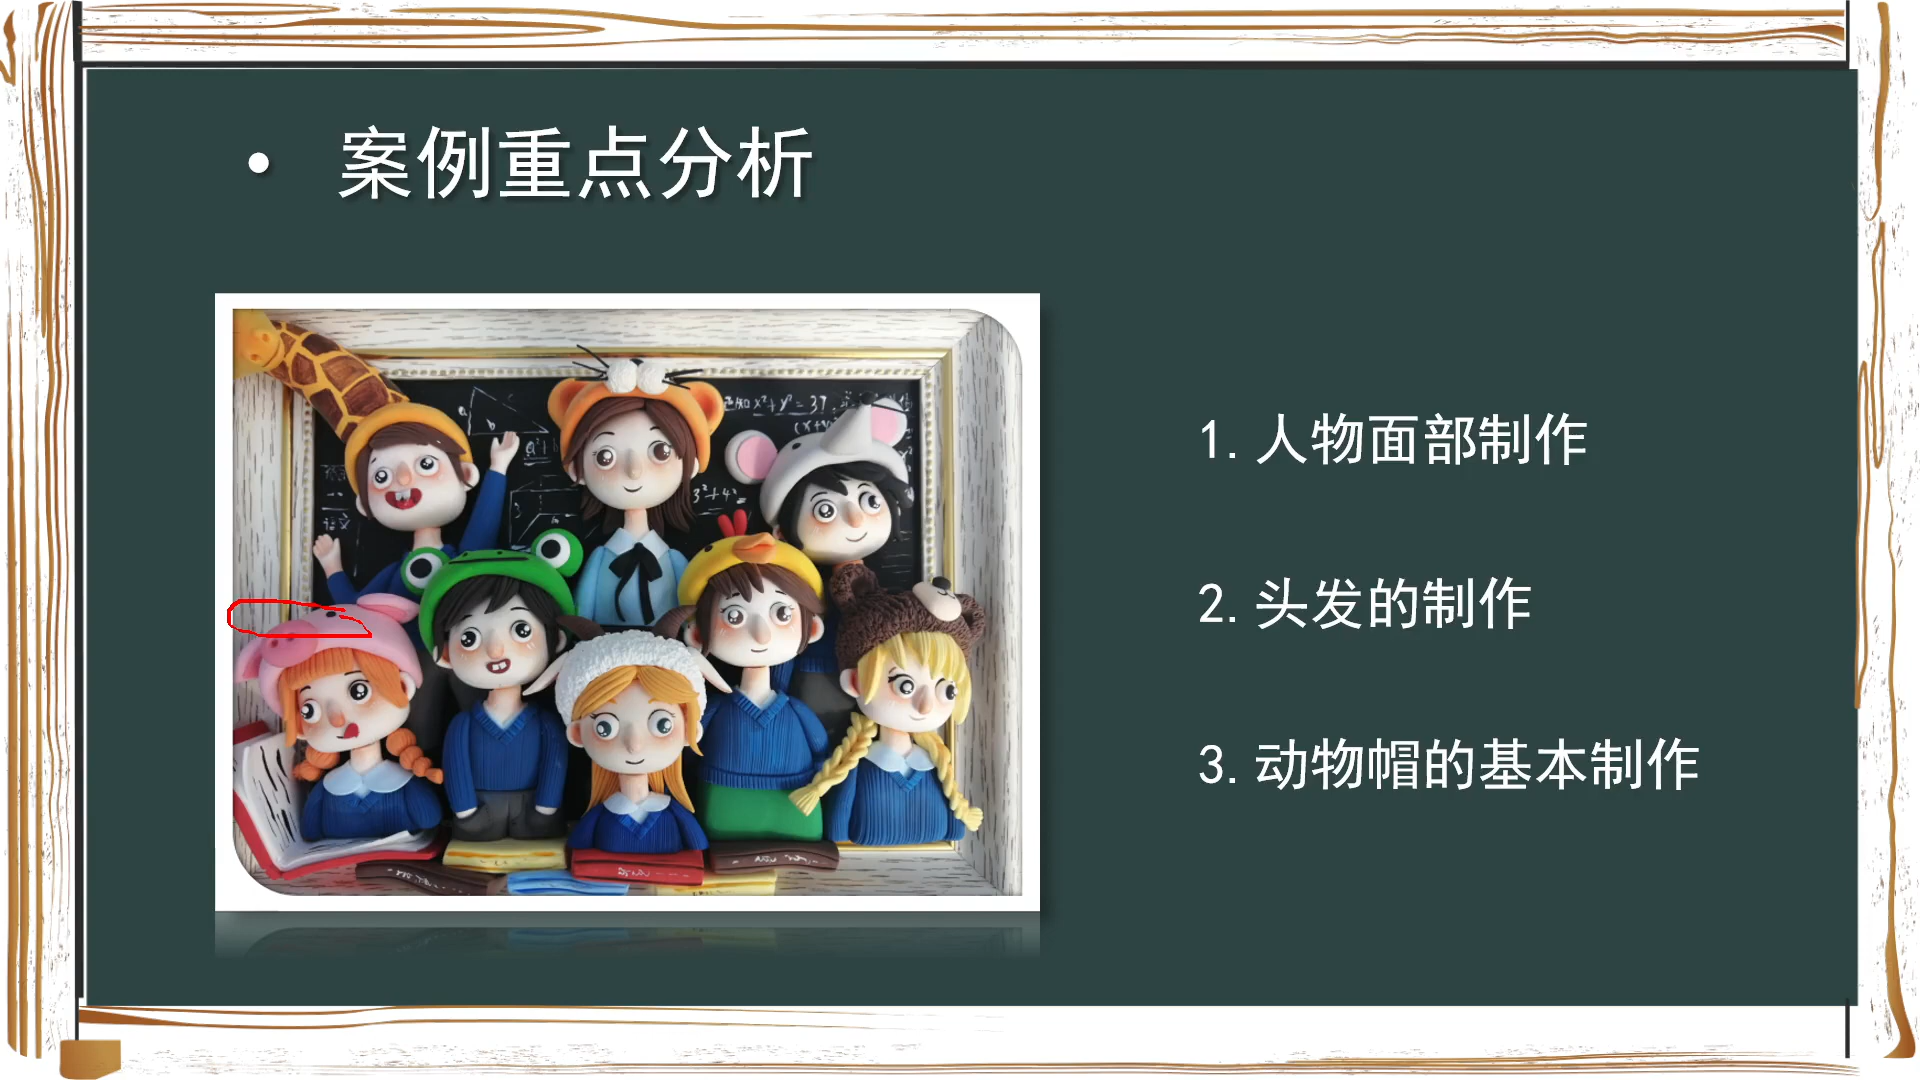 • 案例重点分析
1.人物面部制作
2.头发的制作
3.动物帽的基本制作